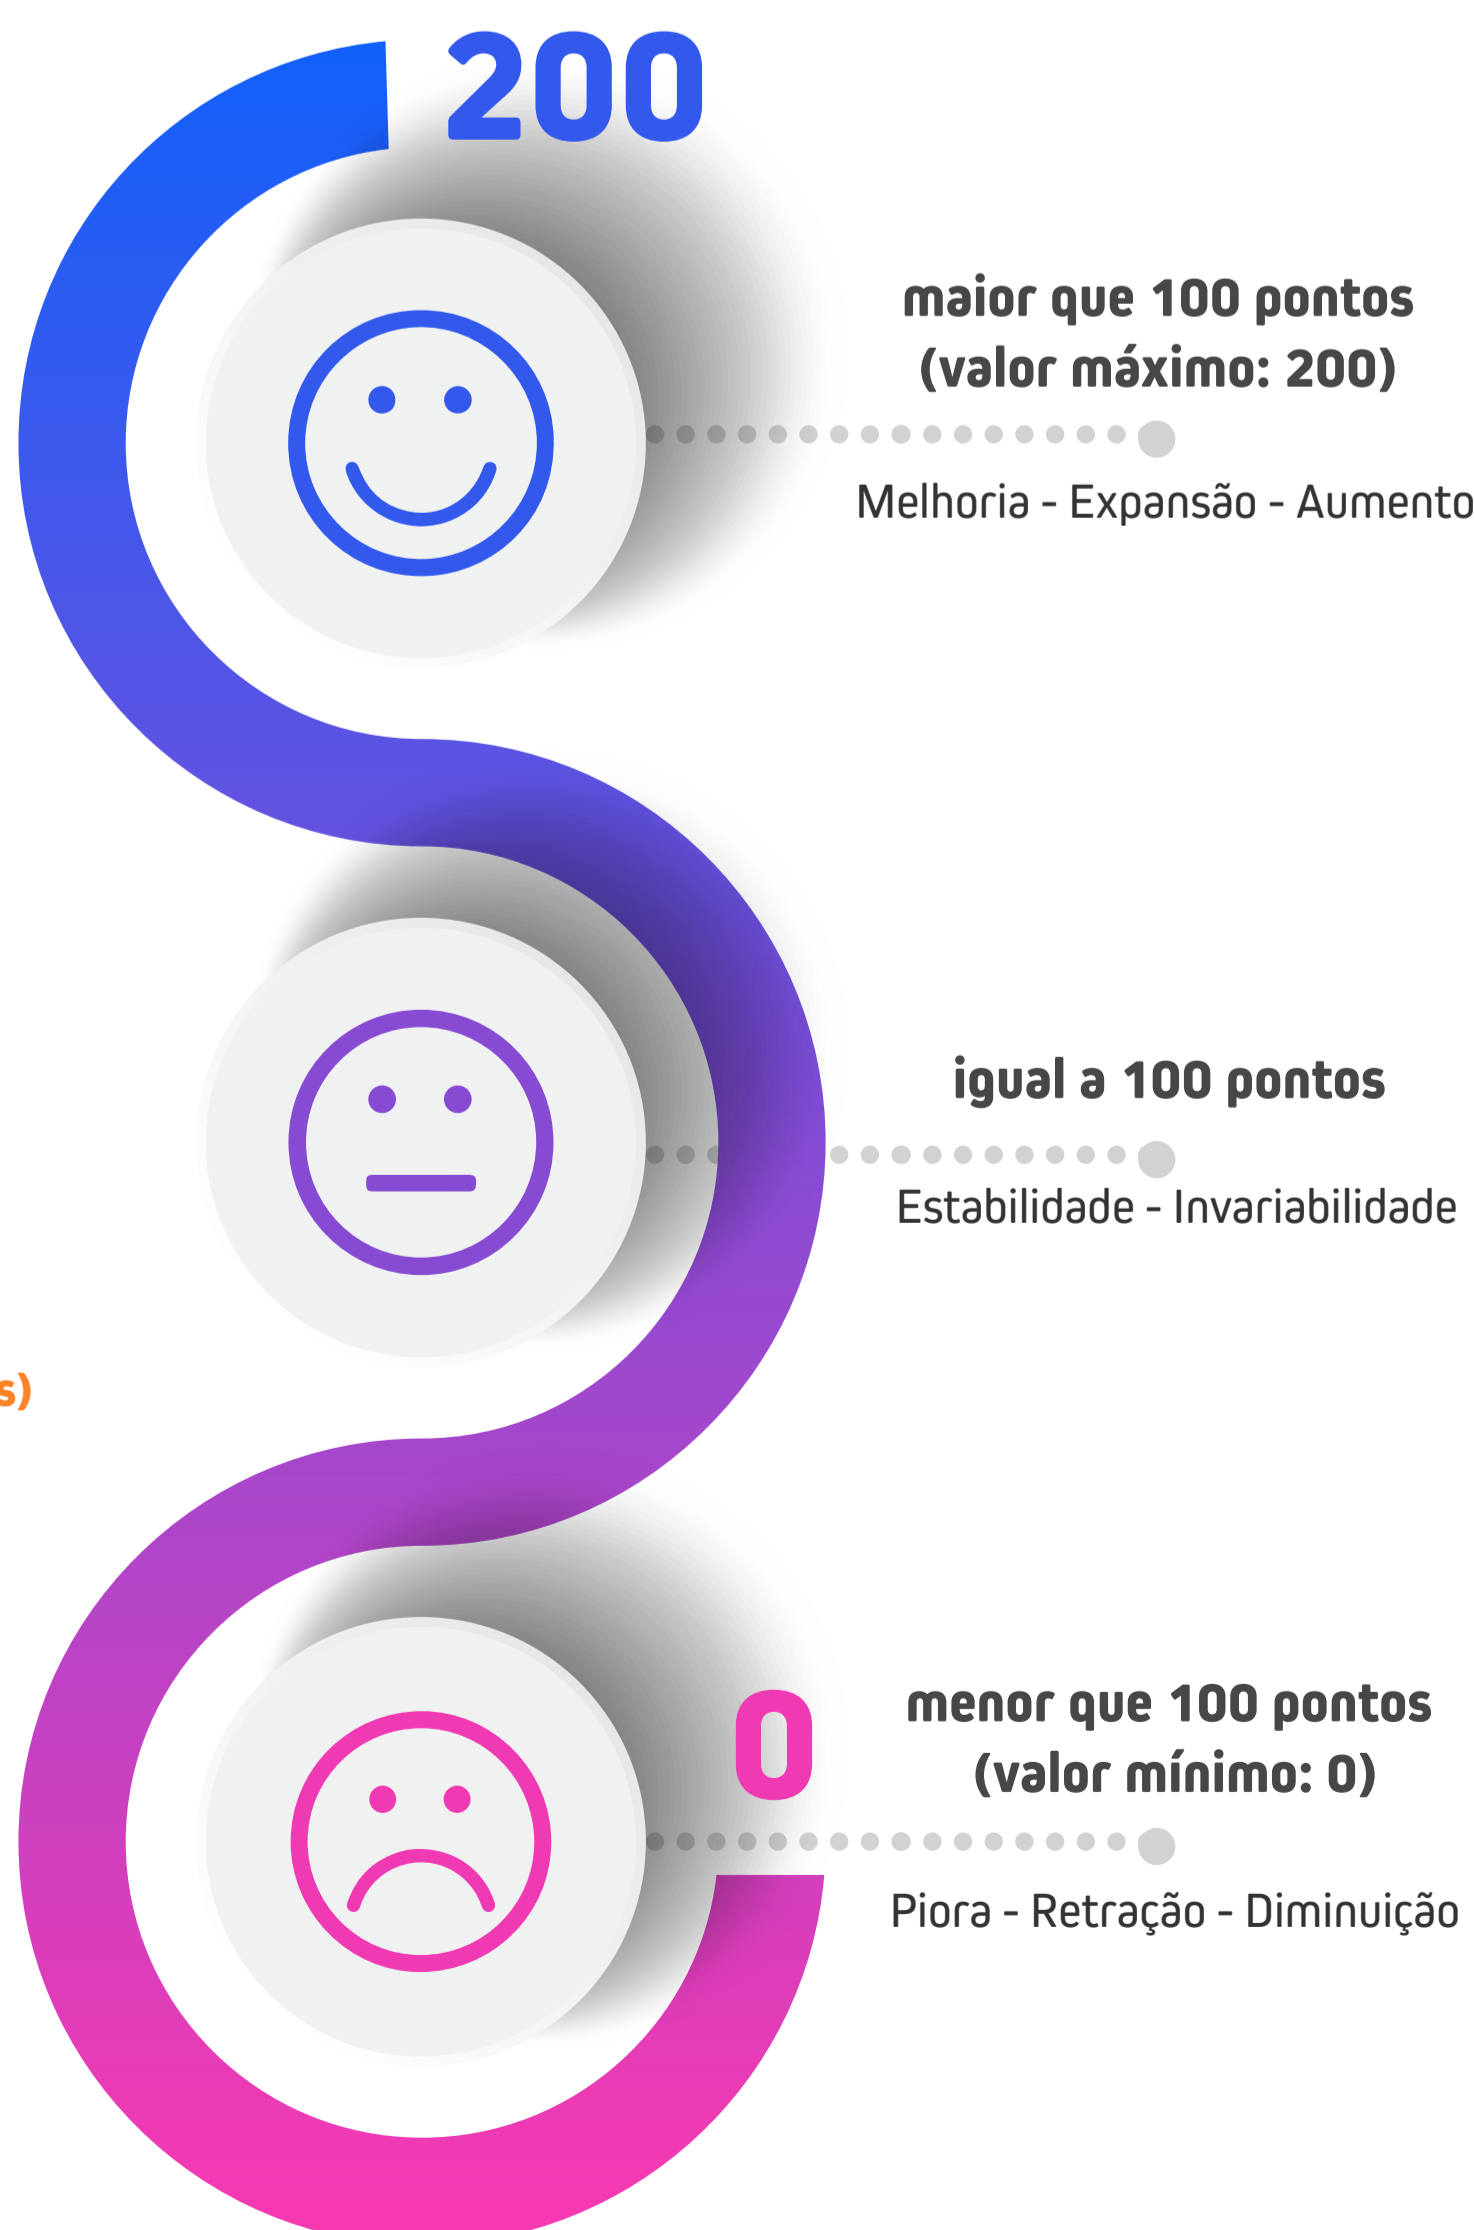 200
maior que 100 pontos
(valor máximo: 200)
Melhoria - Expansão - Aumento
igual a 100 pontos
Estabilidade - Invariabilidade
s)
0
menor que 100 pontos
(valor mínimo: 0)
Piora - Retração - Diminuição